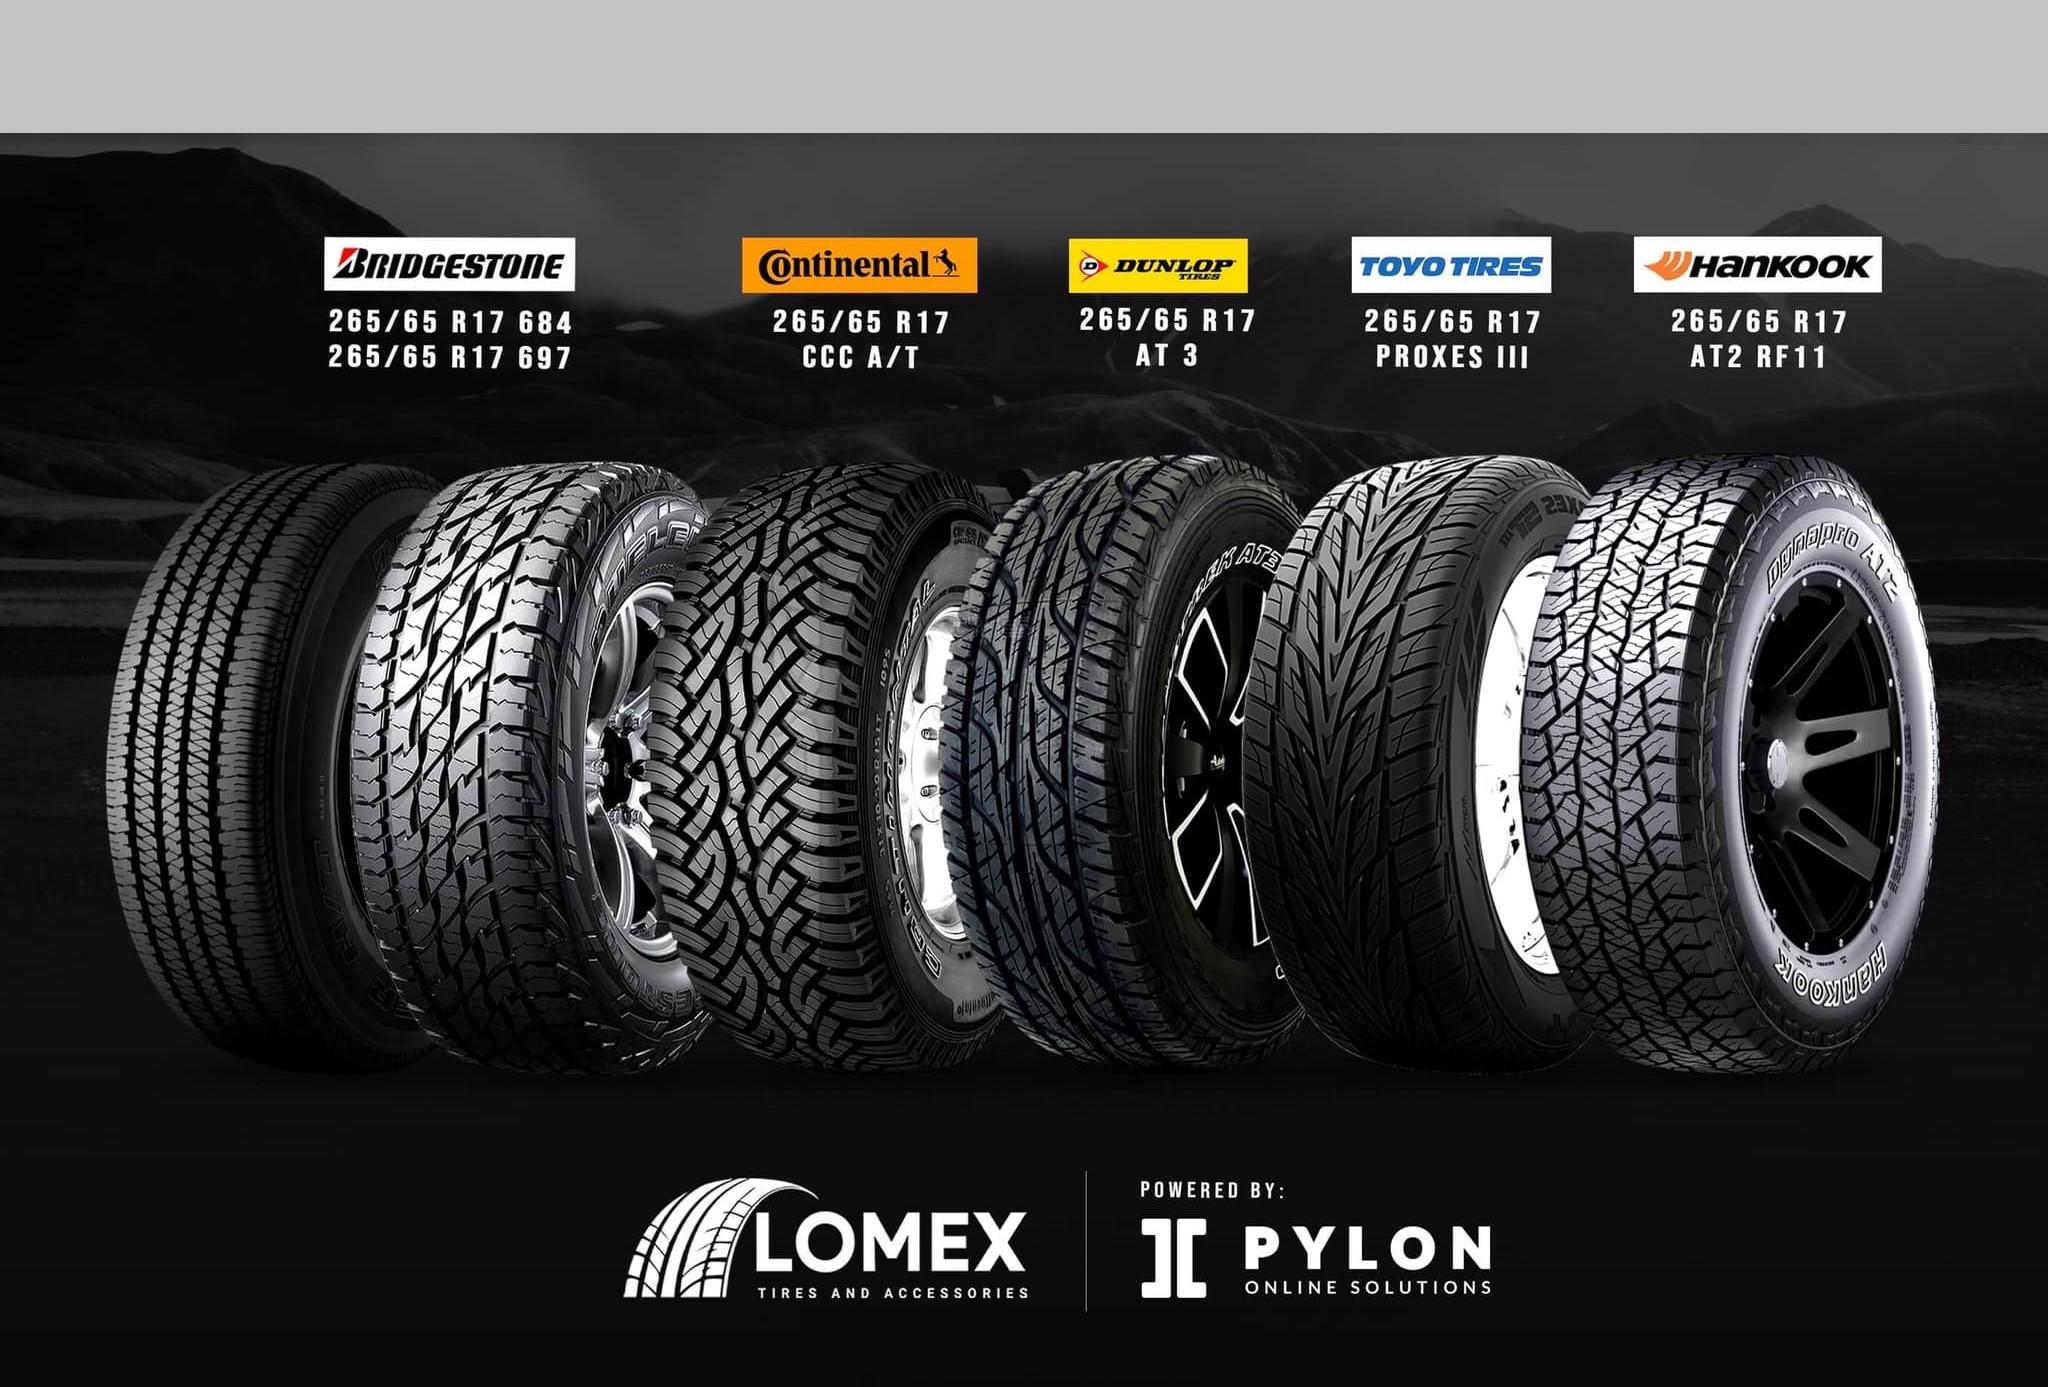 BRIDGESTONE
265/65 R17 684
265/65 R17 697
Continental
265/65 R17
CCC A/T
DUNLOP
TIRES
265/65 R17
AT 3
TOYO TIRES
265/65 R17
PROXES III
HANKOOK
265/65 R17
AT2 RF11
Dynapro AT2
HANKOOK
AT3
CONTINENTAL
H/T
LOMEX
TIRES AND ACCESSORIES
POWERED BY:
PYLON
ONLINE SOLUTIONS